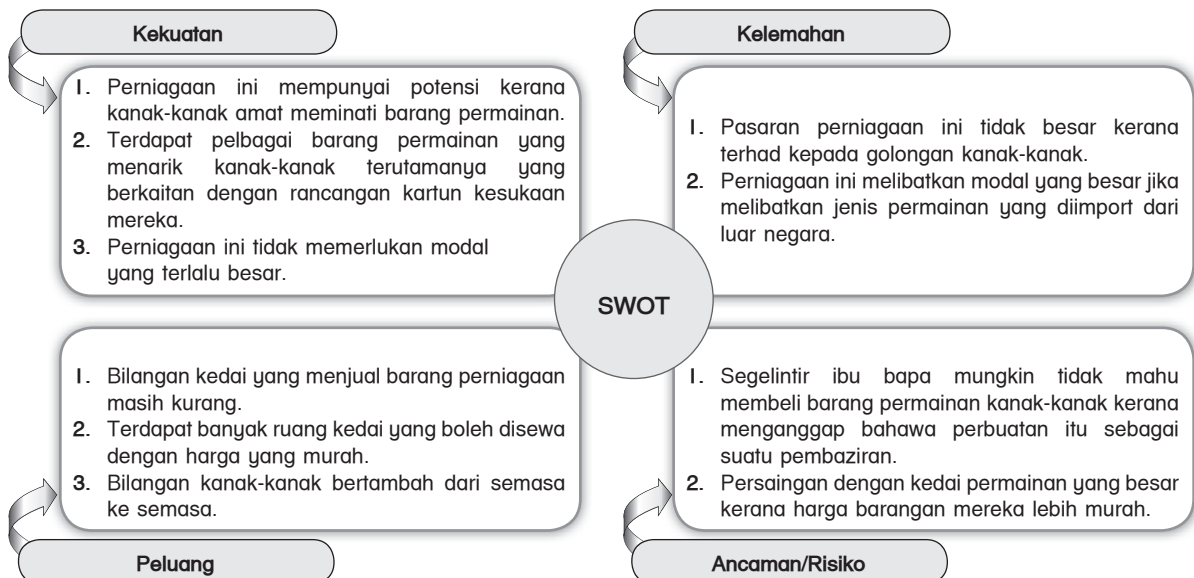 Kekuatan
1. Perniagaan ini mempunyai potensi kerana
kanak-kanak amat meminati barang permainan.
2. Terdapat pelbagai barang permainan yang
menarik kanak-kanak terutamanya yang
berkaitan dengan rancangan kartun kesukaan
mereka.
3. Perniagaan ini tidak memerlukan modal
yang terlalu besar.
Kelemahan
1. Pasaran perniagaan ini tidak besar kerana
terhad kepada golongan kanak-kanak.
2. Perniagaan ini melibatkan modal yang besar jika
melibatkan jenis permainan yang diimport dari
luar negara.
SWOT
1. Bilangan kedai yang menjual barang perniagaan
masih kurang.
2. Terdapat banyak ruang kedai yang boleh disewa
dengan harga yang murah.
3. Bilangan kanak-kanak bertambah dari semasa
ke semasa.
Peluang
1. Segelintir ibu bapa mungkin tidak mahu
membeli barang permainan kanak-kanak kerana
menganggap bahawa perbuatan itu sebagai
suatu pembaziran.
2. Persaingan dengan kedai permainan yang besar
kerana harga barangan mereka lebih murah.
Ancaman/Risiko